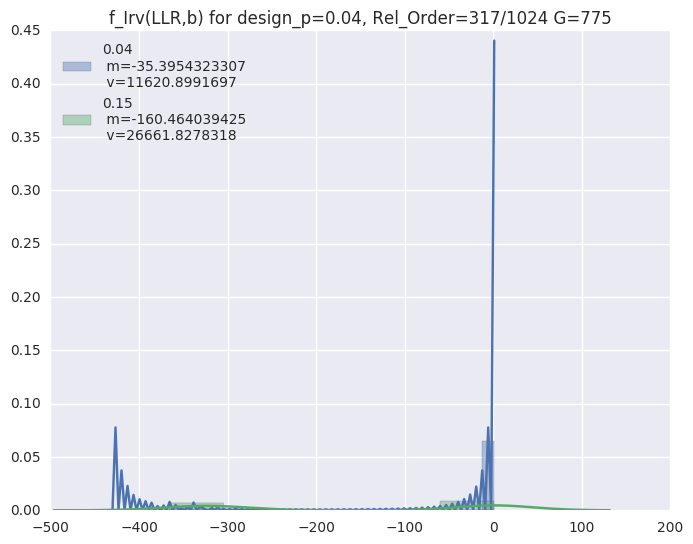 f_Irv(LLR,b) for design_p=0.04, Rel_Order=317/1024 G=775
0.45
0.40
0.35
0.30
0.25
0.20
0.15
0.10
0.05
0.00
0.04
m=-35.3954323307
v=11620.8991697
0.15
m=-160.464039425
v=26661.8278318
−500 −400 −300 −200 −100 0 100 200